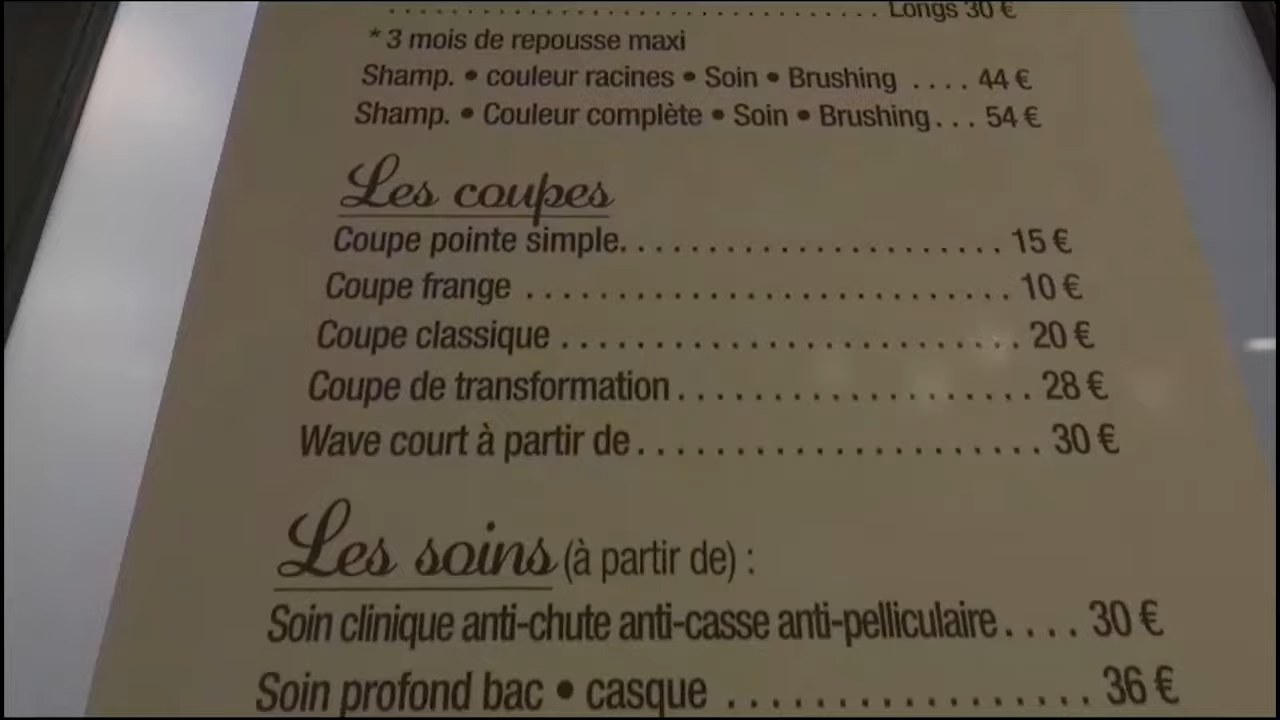 .............................. Longs 30 €
* 3 mois de repousse maxi
Shamp. • couleur racines • Soin • Brushing .... 44 €
Shamp. • Couleur complète • Soin • Brushing... 54 €
Les coupes
Coupe pointe simple........................ 15 €
Coupe frange ............................ 10 €
Coupe classique ......................... 20 €
Coupe de transformation................... 28 €
Wave court à partir de..................... 30 €
Les soins (à partir de) :
Soin clinique anti-chute anti-casse anti-pelliculaire.... 30 €
Soin profond bac • casque ................. 36 €